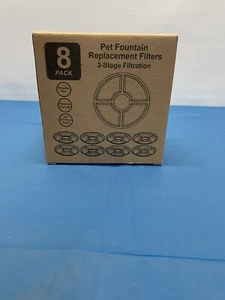 8
PACK
Pet Fountain
Replacement Filters
3-Stage Filtration